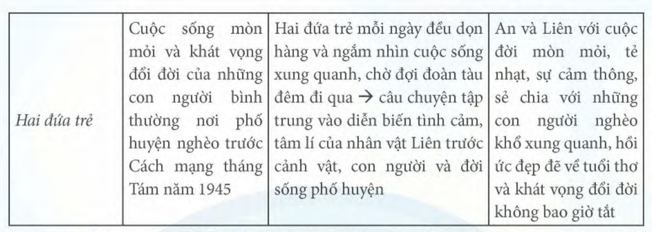 Hai đứa trẻ
Cuộc sống mòn
mỏi và khát vọng
đổi đời của những
con người bình
thường nơi phố
huyện nghèo trước
Cách mạng tháng
Tám năm 1945
Hai đứa trẻ mỗi ngày đều dọn
hàng và ngắm nhìn cuộc sống
xung quanh, chờ đợi đoàn tàu
đêm đi qua → câu chuyện tập
trung vào diễn biến tình cảm,
tâm lí của nhân vật Liên trước
cảnh vật, con người và đời
sống phố huyện
An và Liên với cuộc
đời mòn mỏi, tẻ
nhạt, sự cảm thông,
sẻ chia với những
con người nghèo
khổ xung quanh, hồi
ức đẹp đẽ về tuổi thơ
và khát vọng đổi đời
không bao giờ tắt